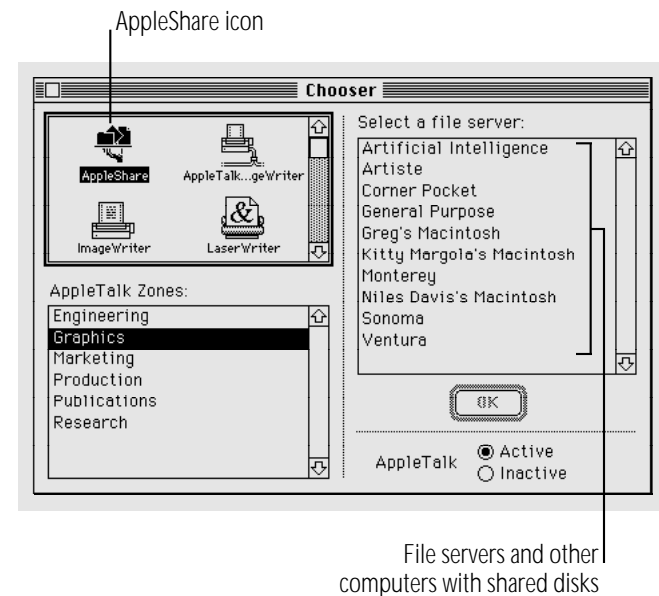 AppleShare icon
Chooser
AppleShare
AppleTalk...geWriter
ImageWriter
LaserWriter
AppleTalk Zones:
Engineering
Graphics
Marketing
Production
Publications
Research
Select a file server:
Artificial Intelligence
Artiste
Corner Pocket
General Purpose
Greg's Macintosh
Kitty Margola's Macintosh
Monterey
Niles Davis's Macintosh
Sonoma
Ventura
OK
AppleTalk
Active
Inactive
File servers and other
computers with shared disks